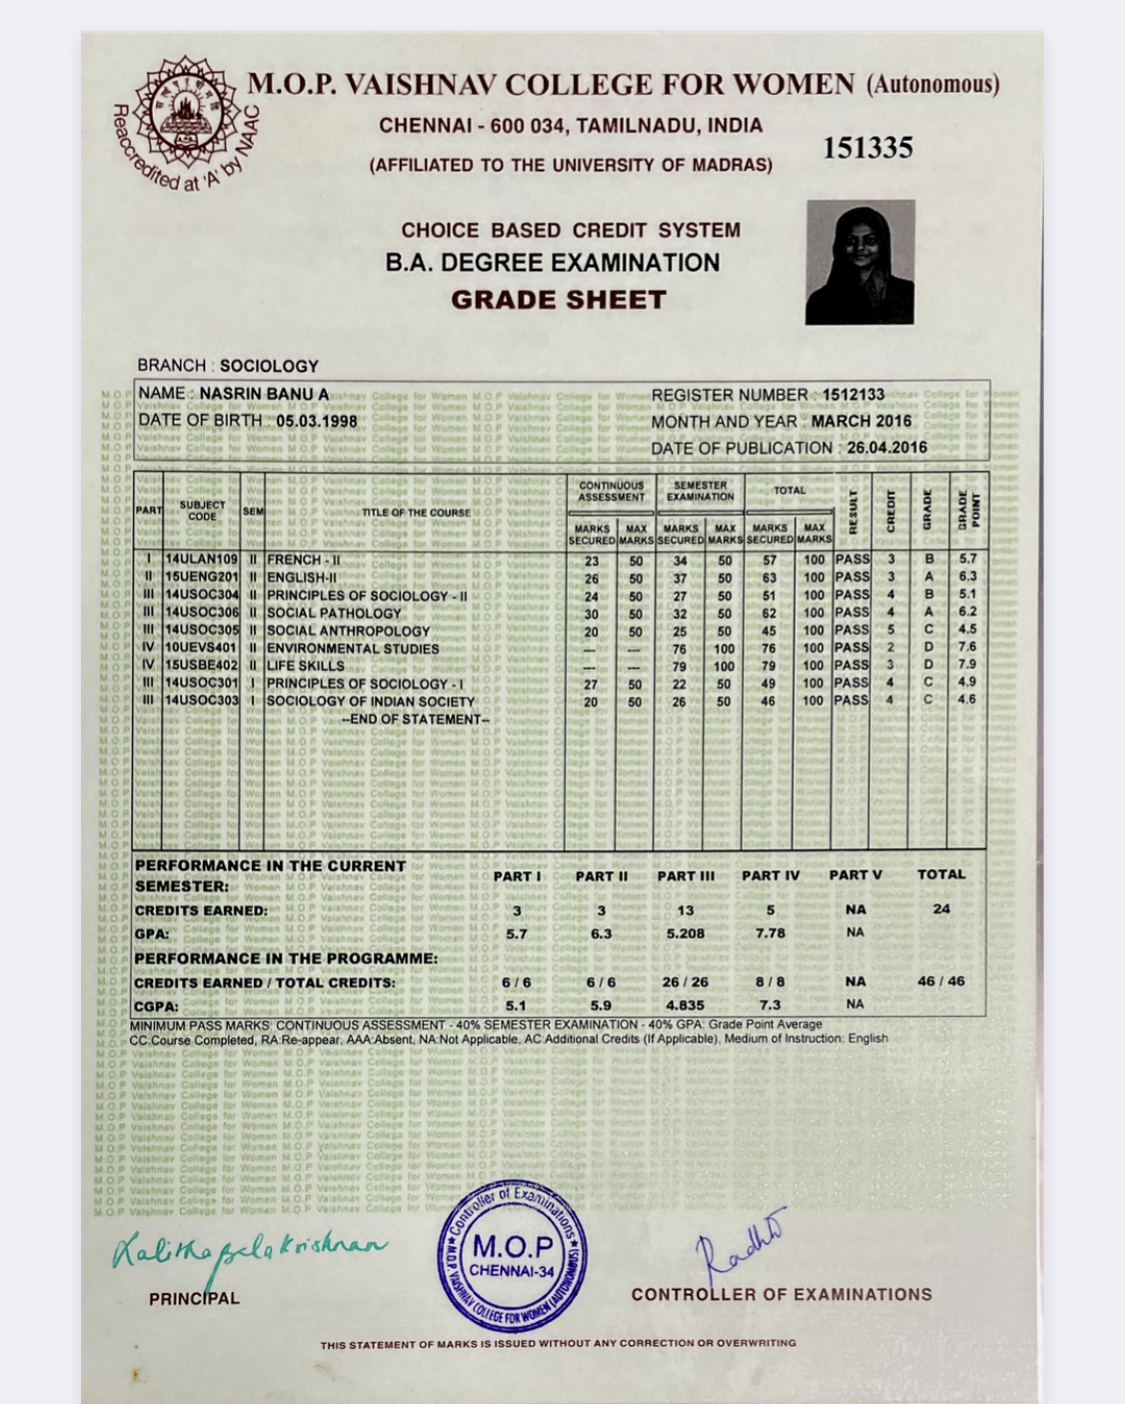 M.O.P. VAISHNAV COLLEGE FOR WOMEN (Autonomous)
CHENNAI - 600 034, TAMILNADU, INDIA
(AFFILIATED TO THE UNIVERSITY OF MADRAS)
Reaccredited at 'A' by NAAC
151335
CHOICE BASED CREDIT SYSTEM
B.A. DEGREE EXAMINATION
GRADE SHEET
BRANCH : SOCIOLOGY
NAME : NASRIN BANU A REGISTER NUMBER : 1512133
DATE OF BIRTH : 05.03.1998 MONTH AND YEAR : MARCH 2016
DATE OF PUBLICATION : 26.04.2016
PART SUBJECT CODE SEM TITLE OF THE COURSE CONTINUOUS ASSESSMENT SEMESTER EXAMINATION TOTAL RESULT CREDIT GRADE GRADE POINT
MARKS SECURED MAX MARKS MARKS SECURED MAX MARKS MARKS SECURED MAX MARKS
I 14ULAN109 II FRENCH - II 23 50 34 50 57 100 PASS 3 B 5.7
II 15UENG201 II ENGLISH-II 26 50 37 50 63 100 PASS 3 A 6.3
III 14USOC304 II PRINCIPLES OF SOCIOLOGY - II 24 50 27 50 51 100 PASS 4 B 5.1
III 14USOC306 II SOCIAL PATHOLOGY 30 50 32 50 62 100 PASS 4 A 6.2
III 14USOC305 II SOCIAL ANTHROPOLOGY 20 50 25 50 45 100 PASS 5 C 4.5
IV 10UEVS401 II ENVIRONMENTAL STUDIES --- --- 76 100 76 100 PASS 2 D 7.6
IV 15USBE402 II LIFE SKILLS --- --- 79 100 79 100 PASS 3 D 7.9
III 14USOC301 I PRINCIPLES OF SOCIOLOGY - I 27 50 22 50 49 100 PASS 4 C 4.9
III 14USOC303 I SOCIOLOGY OF INDIAN SOCIETY 20 50 26 50 46 100 PASS 4 C 4.6
--END OF STATEMENT--
PERFORMANCE IN THE CURRENT SEMESTER: PART I PART II PART III PART IV PART V TOTAL
CREDITS EARNED: 3 3 13 5 NA 24
GPA: 5.7 6.3 5.208 7.78 NA
PERFORMANCE IN THE PROGRAMME:
CREDITS EARNED / TOTAL CREDITS: 6 / 6 6 / 6 26 / 26 8 / 8 NA 46 / 46
CGPA: 5.1 5.9 4.835 7.3 NA
MINIMUM PASS MARKS: CONTINUOUS ASSESSMENT - 40% SEMESTER EXAMINATION - 40% GPA: Grade Point Average
CC:Course Completed, RA:Re-appear, AAA:Absent, NA:Not Applicable, AC:Additional Credits (If Applicable), Medium of Instruction: English
Lalitha Balakrishnan
PRINCIPAL
Controller of Examinations
M.O.P
CHENNAI-34
M.O.P. VAISHNAV COLLEGE FOR WOMEN (AUTONOMOUS)
CONTROLLER OF EXAMINATIONS
THIS STATEMENT OF MARKS IS ISSUED WITHOUT ANY CORRECTION OR OVERWRITING